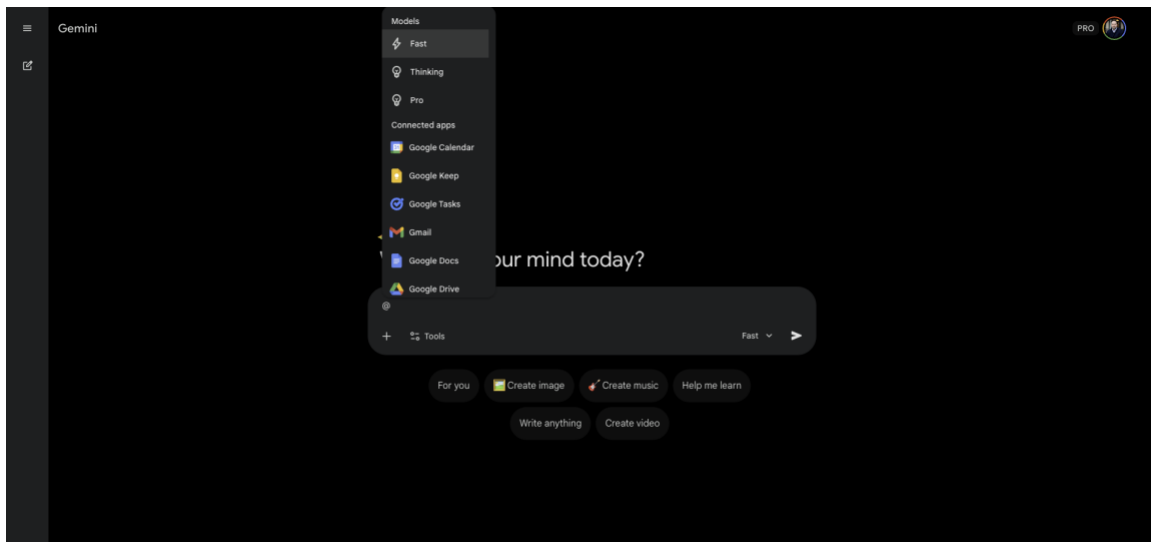 Gemini
PRO
Models
Fast
Thinking
Pro
Connected apps
Google Calendar
Google Keep
Google Tasks
Gmail
Google Docs
Google Drive
our mind today?
@
Tools
Fast
For you
Create image
Create music
Help me learn
Write anything
Create video